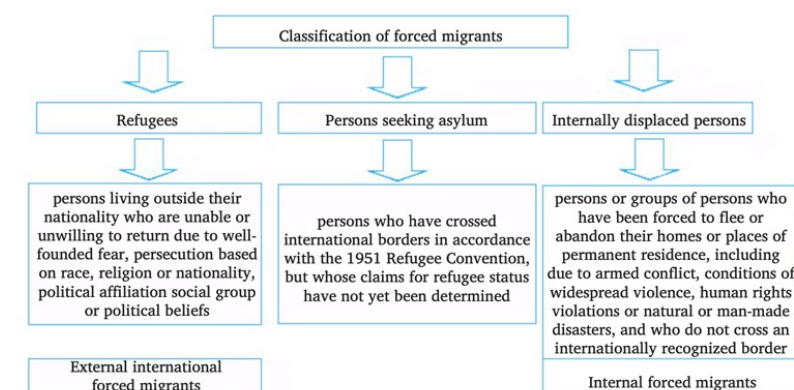 Classification of forced migrants
Refugees
Persons seeking asylum
Internally displaced persons
persons living outside their
nationality who are unable or
unwilling to return due to well-
founded fear, persecution based
on race, religion or nationality,
political affiliation social group
or political beliefs
persons who have crossed
international borders in accordance
with the 1951 Refugee Convention,
but whose claims for refugee status
have not yet been determined
persons or groups of persons who
have been forced to flee or
abandon their homes or places of
permanent residence, including
due to armed conflict, conditions of
widespread violence, human rights
violations or natural or man-made
disasters, and who do not cross an
internationally recognized border
External international
forced migrants
Internal forced migrants